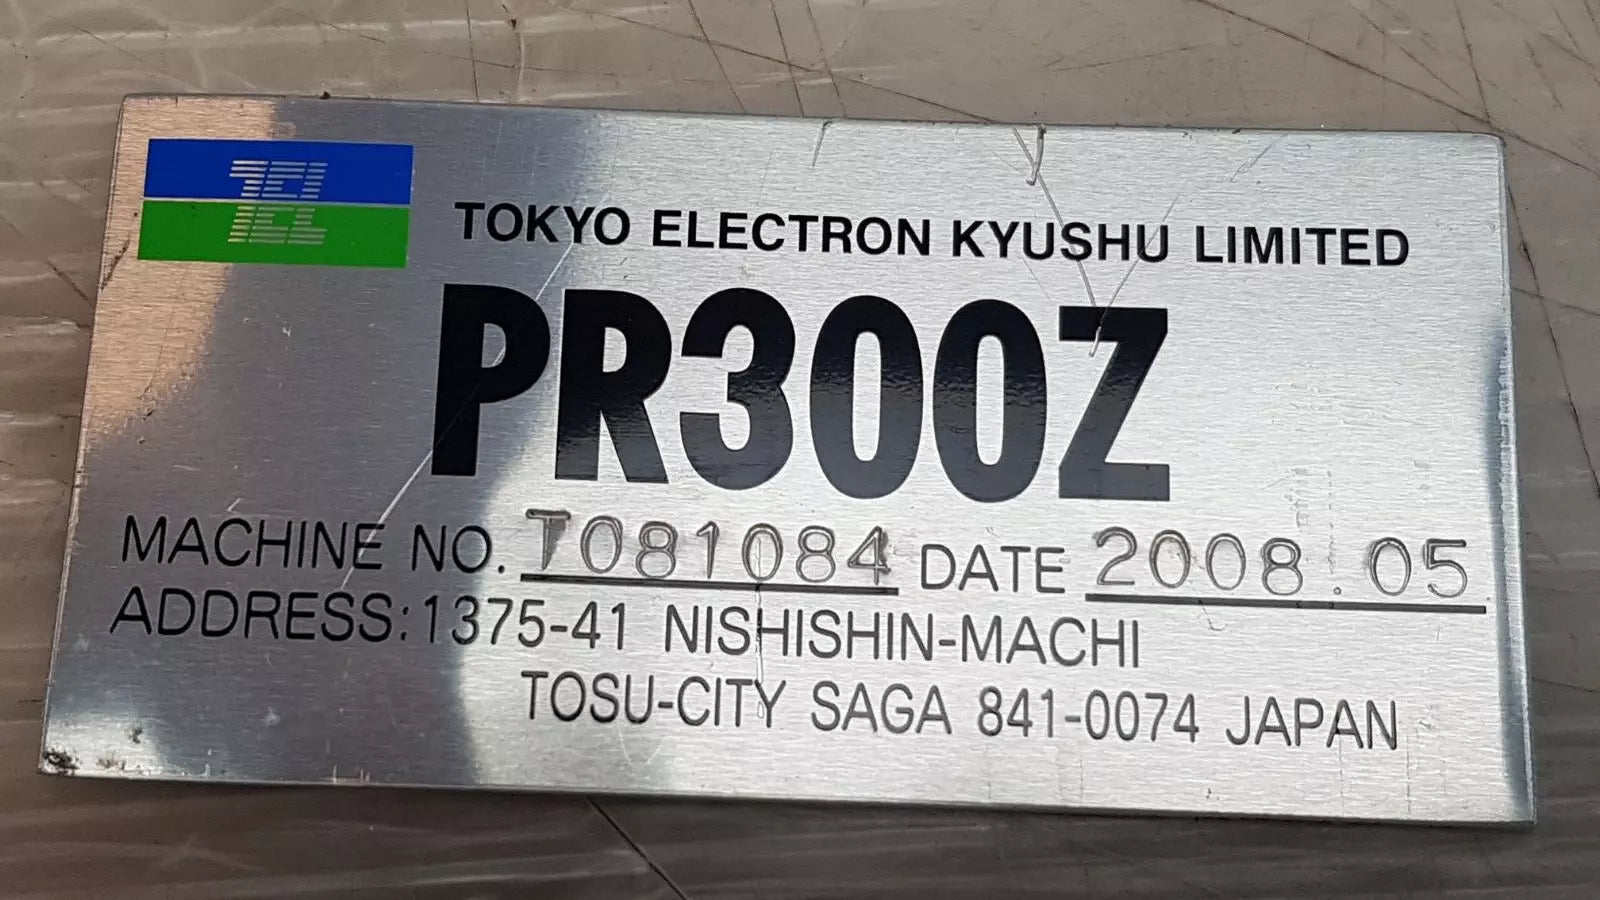 TEL
TOKYO ELECTRON KYUSHU LIMITED
PR300Z
MACHINE NO. T081084 DATE 2008.05
ADDRESS:1375-41 NISHISHIN-MACHI
TOSU-CITY SAGA 841-0074 JAPAN